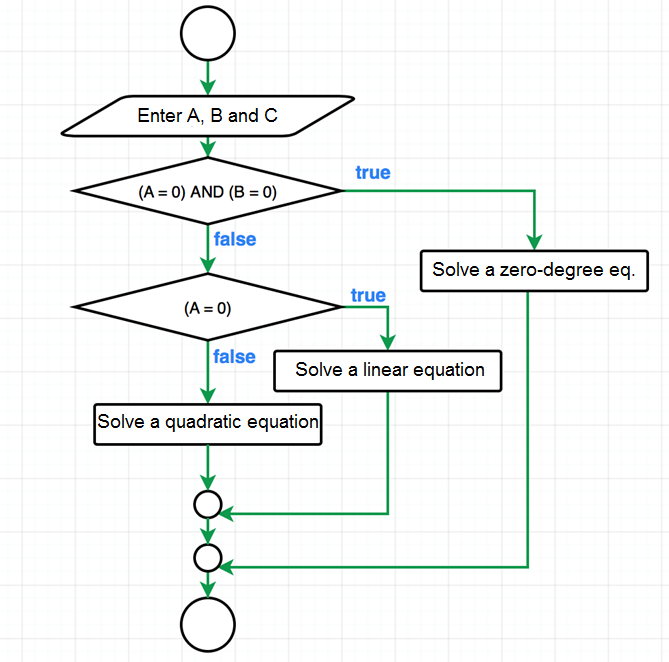 Enter A, B and C
(A = 0) AND (B = 0)
true
false
Solve a zero-degree eq.
(A = 0)
true
false
Solve a linear equation
Solve a quadratic equation